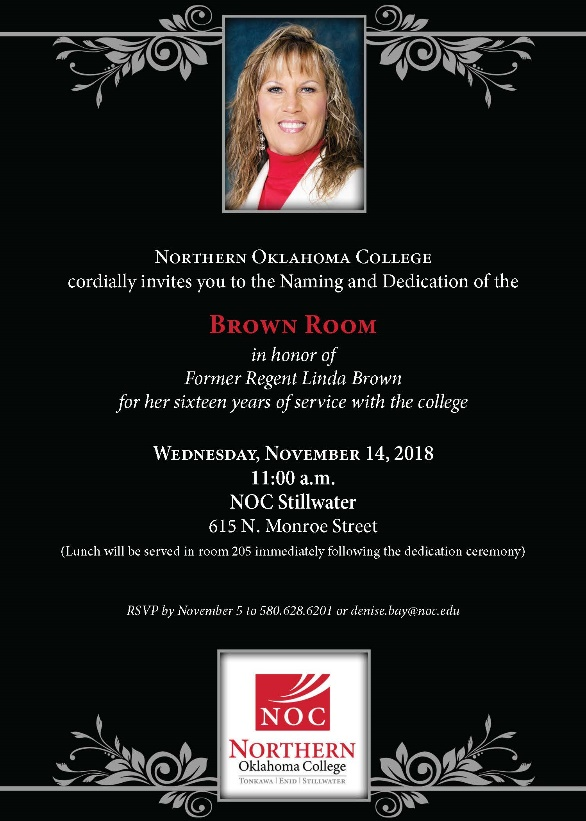 Northern Oklahoma College
cordially invites you to the Naming and Dedication of the
Brown Room
in honor of
Former Regent Linda Brown
for her sixteen years of service with the college
Wednesday, November 14, 2018
11:00 a.m.
NOC Stillwater
615 N. Monroe Street
{Lunch will be served in room 205 immediately following the dedication ceremony}
RSVP by November 5 to 580.628.6201 or denise.bay@noc.edu
NOC
Northern
Oklahoma College
Tonkawa | Enid | Stillwater